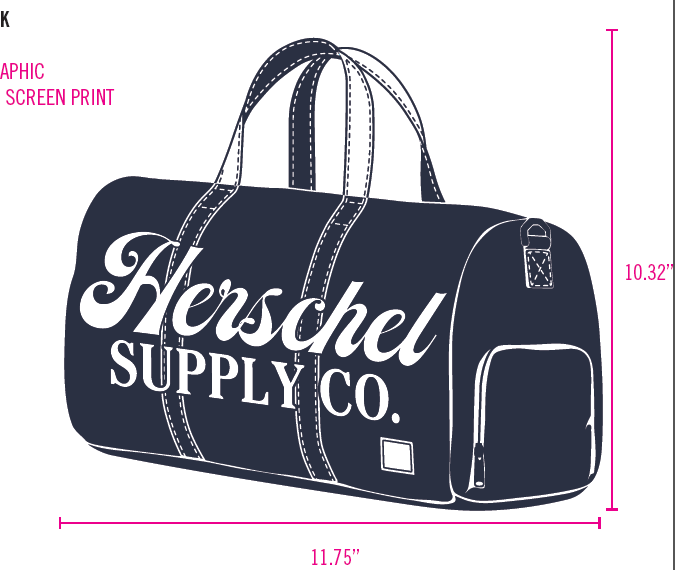 K
APHIC
SCREEN PRINT
Herschel
SUPPLY CO.
10.32”
11.75”